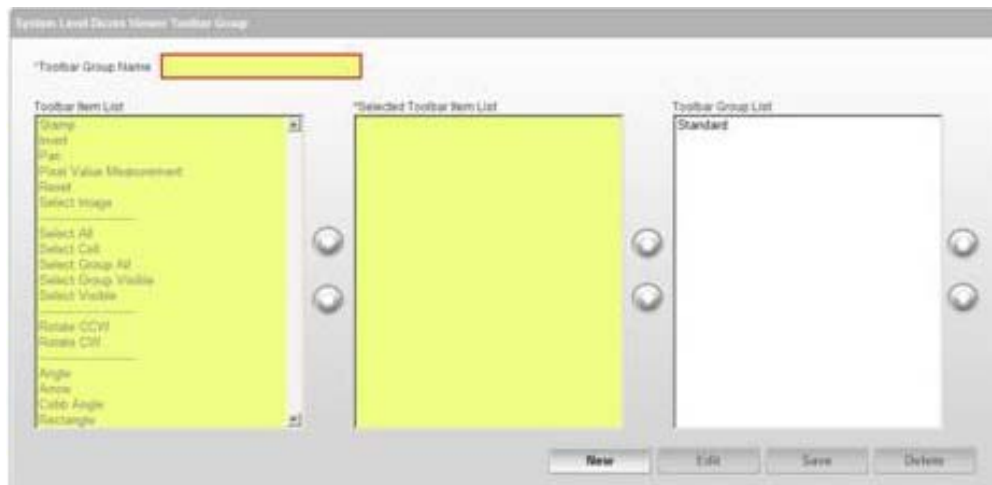 System Level Dicom Viewer Toolbar Group
*Toolbar Group Name
Toolbar Item List
*Selected Toolbar Item List
Toolbar Group List
Stamp
Invert
Pan
Pixel Value Measurement
Reset
Select Image
Select All
Select Cell
Select Group All
Select Group Visible
Select Visible
Rotate CCW
Rotate CW
Angle
Arrow
Cobb Angle
Rectangle
Standard
New
Edit
Save
Delete